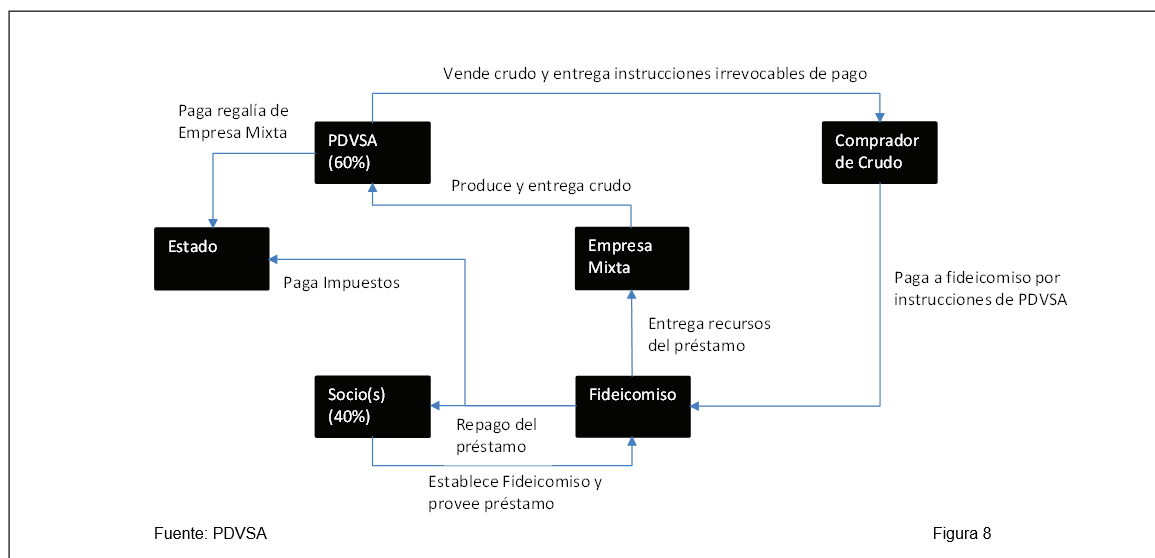 Vende crudo y entrega instrucciones irrevocables de pago
Paga regalía de
Empresa Mixta
PDVSA
(60%)
Comprador
de Crudo
Produce y entrega crudo
Estado
Empresa
Mixta
Paga Impuestos
Paga a fideicomiso por
instrucciones de PDVSA
Entrega recursos
del préstamo
Socio(s)
(40%)
Fideicomiso
Repago del
préstamo
Establece Fideicomiso y
provee préstamo
Fuente: PDVSA
Figura 8